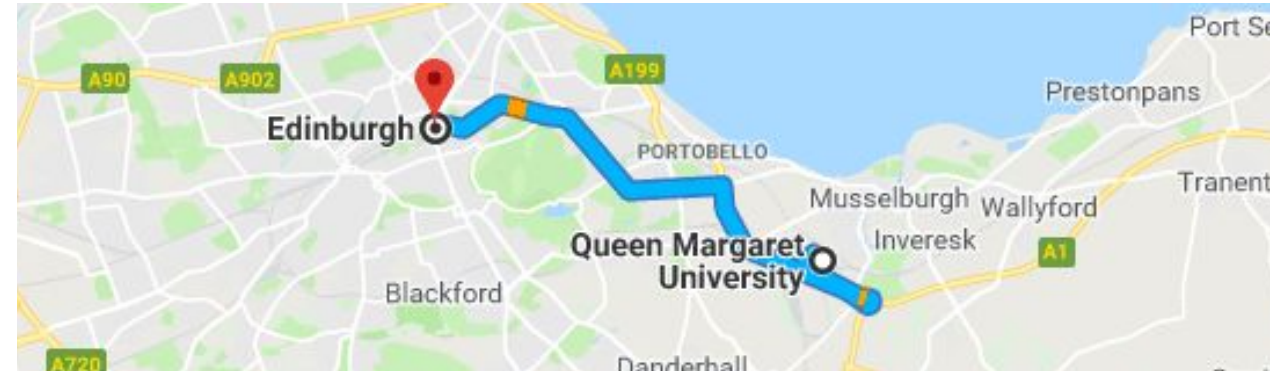 Port Se
A90
A902
A199
Prestonpans
Edinburgh
PORTOBELLO
Tranent
Musselburgh
Wallyford
Queen Margaret
University
Inveresk
A1
Blackford
A720
Danderhall